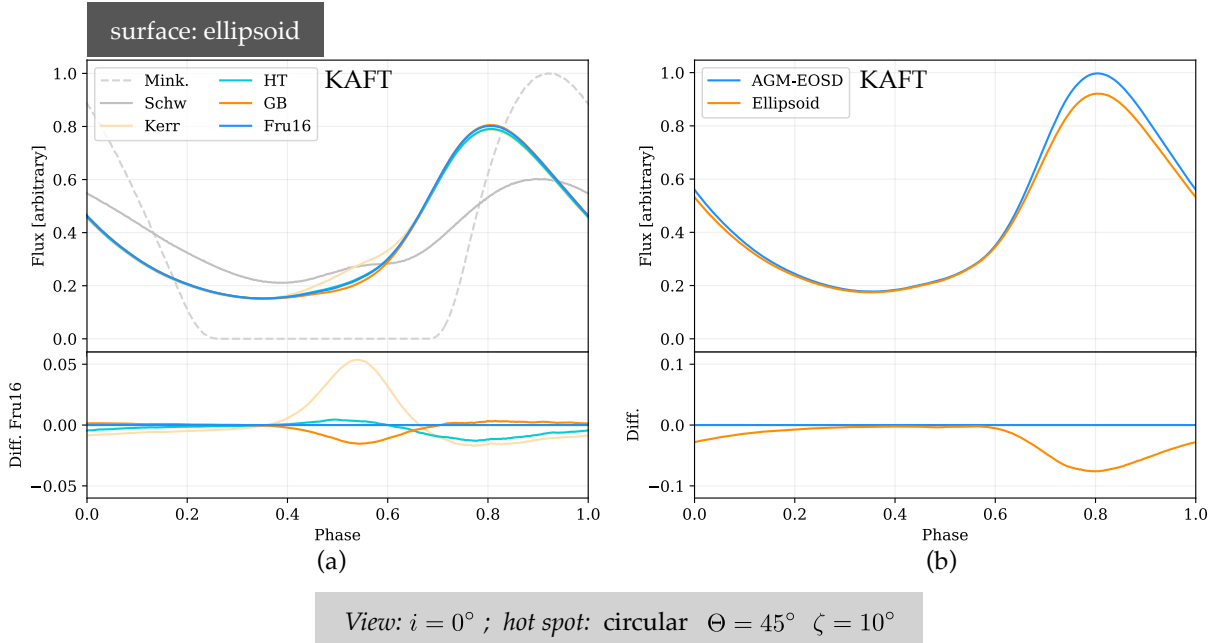 surface: ellipsoid
Mink.
Schw
Kerr
HT
GB
Fru16
KAFT
1.0
0.8
0.6
0.4
0.2
0.0
Flux [arbitrary]
0.05
0.00
−0.05
Diff. Fru16
0.0 0.2 0.4 0.6 0.8 1.0
Phase
(a)
AGM-EOSD
Ellipsoid
KAFT
1.0
0.8
0.6
0.4
0.2
0.0
Flux [arbitrary]
0.1
0.0
−0.1
Diff.
0.0 0.2 0.4 0.6 0.8 1.0
Phase
(b)
View: i = 0° ; hot spot: circular Θ = 45° ζ = 10°